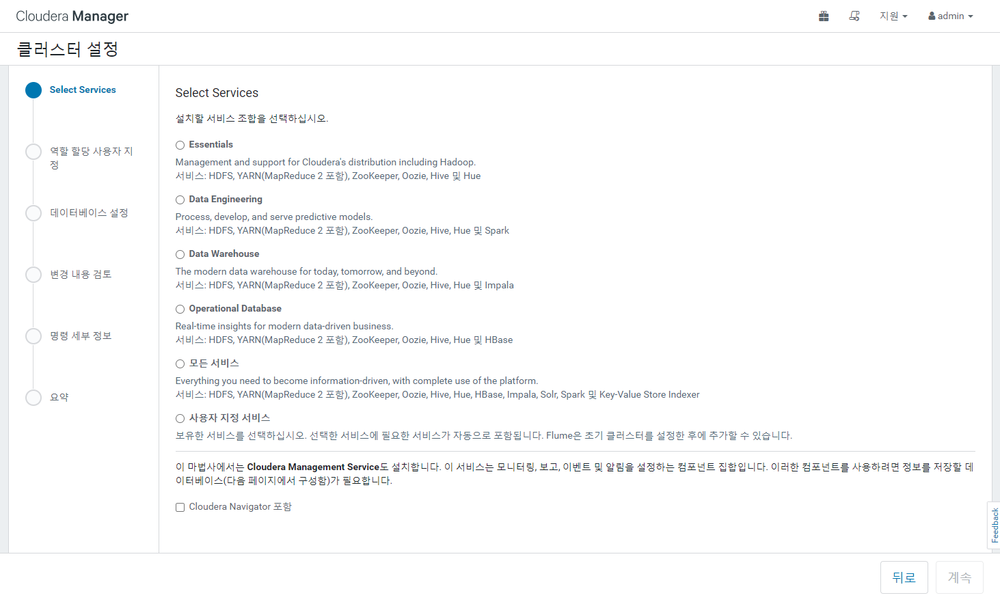 Cloudera Manager
지원
admin
클러스터 설정
Select Services
역할 할당 사용자 지
정
데이터베이스 설정
변경 내용 검토
명령 세부 정보
요약
Select Services
설치할 서비스 조합을 선택하십시오.
Essentials
Management and support for Cloudera's distribution including Hadoop.
서비스: HDFS, YARN(MapReduce 2 포함), ZooKeeper, Oozie, Hive 및 Hue
Data Engineering
Process, develop, and serve predictive models.
서비스: HDFS, YARN(MapReduce 2 포함), ZooKeeper, Oozie, Hive, Hue 및 Spark
Data Warehouse
The modern data warehouse for today, tomorrow, and beyond.
서비스: HDFS, YARN(MapReduce 2 포함), ZooKeeper, Oozie, Hive, Hue 및 Impala
Operational Database
Real-time insights for modern data-driven business.
서비스: HDFS, YARN(MapReduce 2 포함), ZooKeeper, Oozie, Hive, Hue 및 HBase
모든 서비스
Everything you need to become information-driven, with complete use of the platform.
서비스: HDFS, YARN(MapReduce 2 포함), ZooKeeper, Oozie, Hive, Hue, HBase, Impala, Solr, Spark 및 Key-Value Store Indexer
사용자 지정 서비스
보유한 서비스를 선택하십시오. 선택한 서비스에 필요한 서비스가 자동으로 포함됩니다. Flume은 초기 클러스터를 설정한 후에 추가할 수 있습니다.
이 마법사에서는 Cloudera Management Service도 설치합니다. 이 서비스는 모니터링, 보고, 이벤트 및 알림을 설정하는 컴포넌트 집합입니다. 이러한 컴포넌트를 사용하려면 정보를 저장할 데
이터베이스(다음 페이지에서 구성함)가 필요합니다.
Cloudera Navigator 포함
Feedback
뒤로
계속